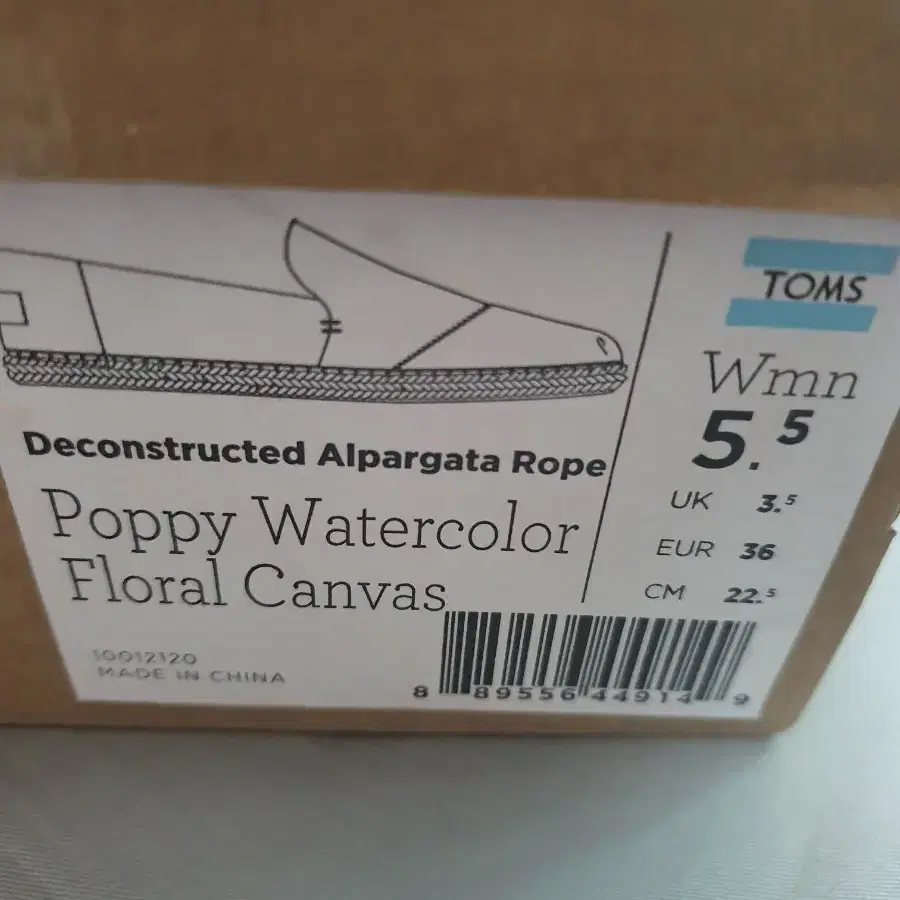 TOMS
Wmn
5.5
UK 3.5
EUR 36
CM 22.5
Deconstructed Alpargata Rope
Poppy Watercolor
Floral Canvas
10012120
MADE IN CHINA
8 89556 44914 9